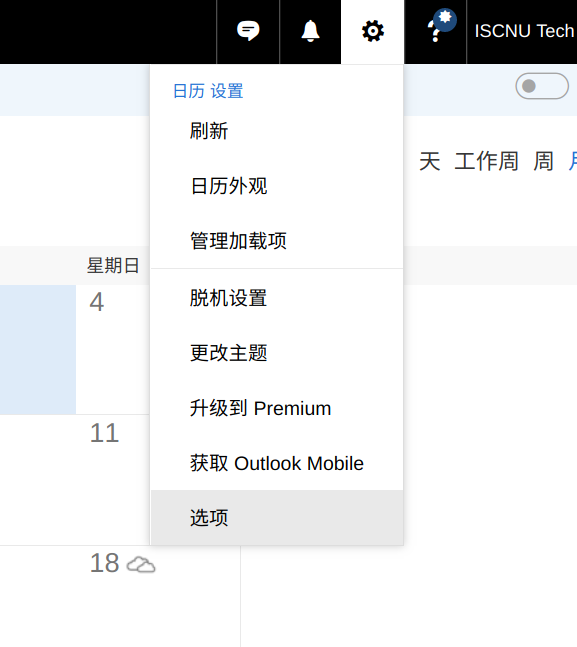 ? ISCNU Tech
日历 设置
刷新
天 工作周 周
日历外观
管理加载项
星期日
脱机设置
4
更改主题
升级到 Premium
11
获取 Outlook Mobile
选项
18